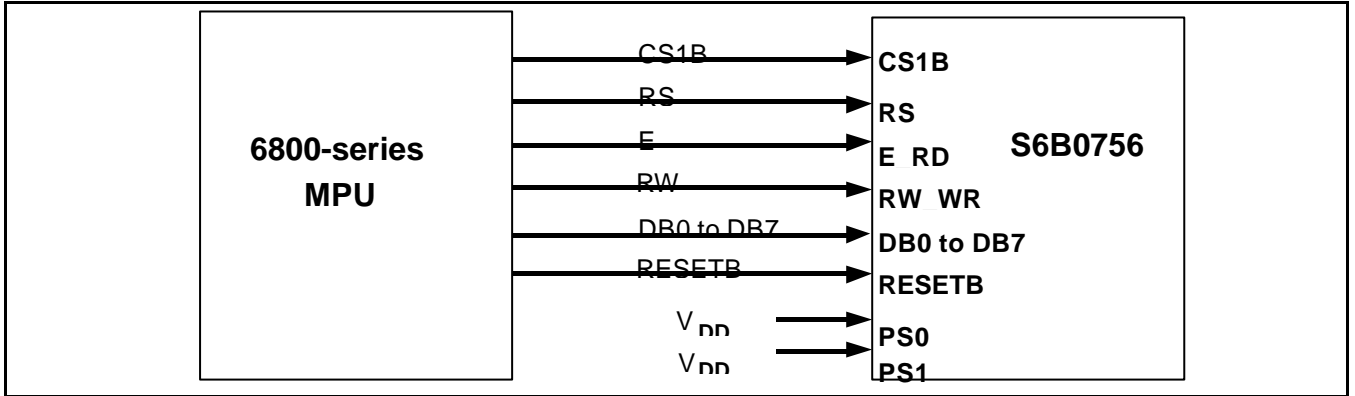 6800-series
MPU
CS1B
RS
E
RW
DB0 to DB7
RESETB
VDD
VDD
CS1B
RS
E_RD
RW_WR
DB0 to DB7
RESETB
PS0
PS1
S6B0756